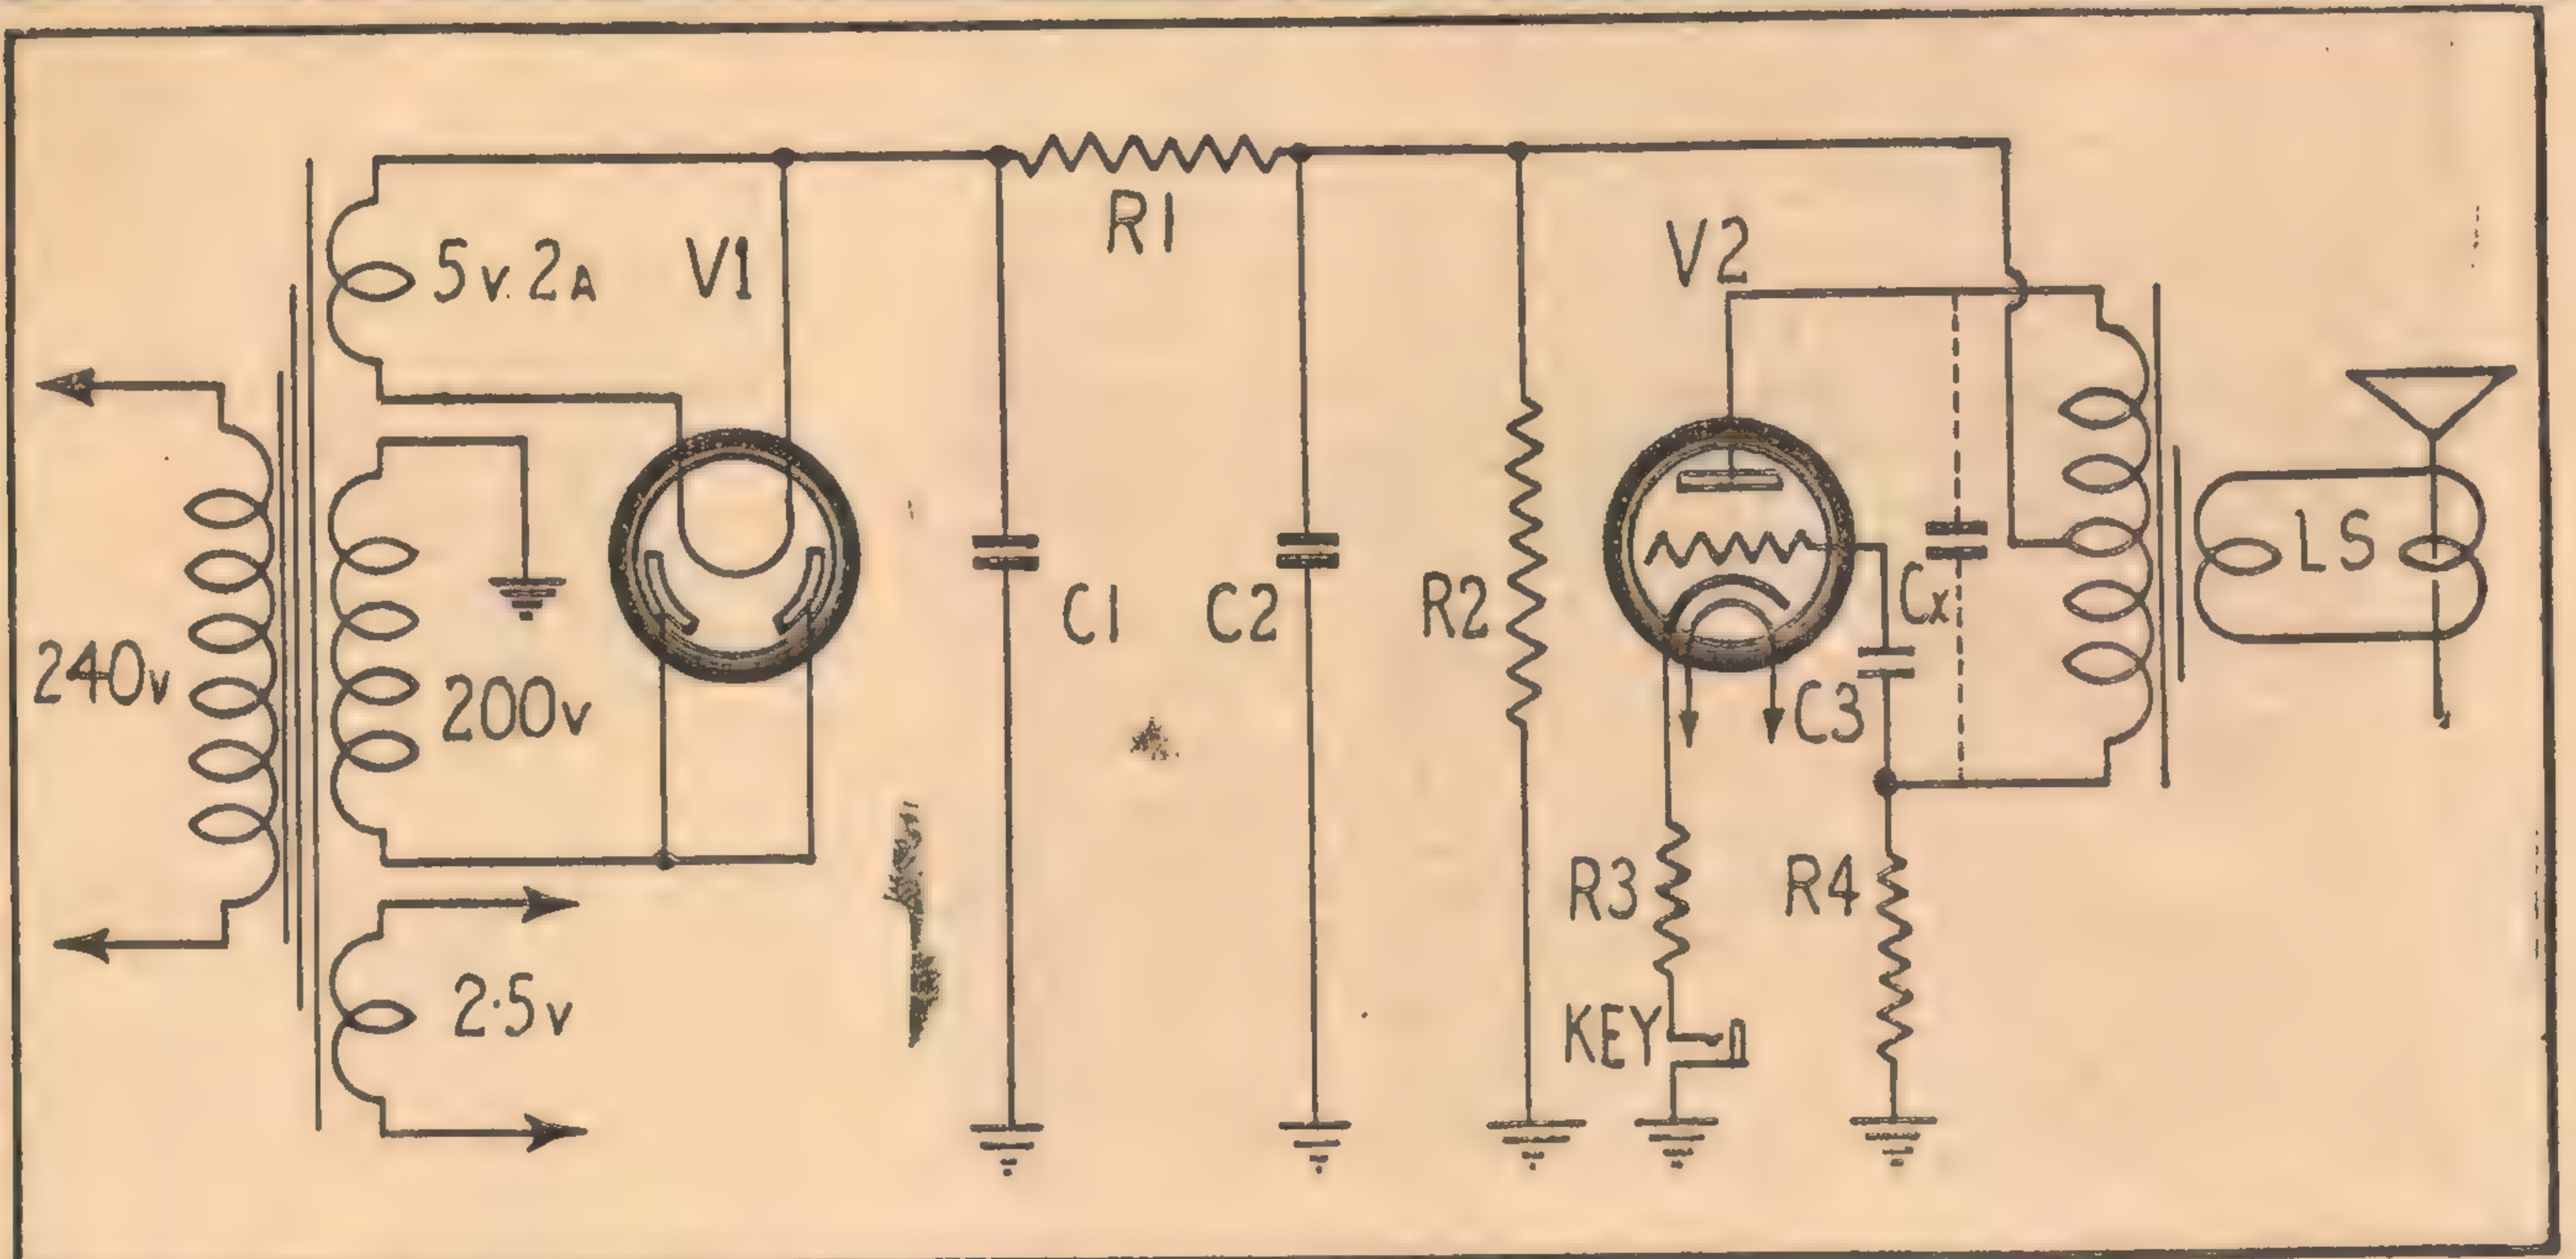 5v. 2A
V1
R1
V2
240v
200v
C1
C2
R2
Cx
C3
LS
R3
R4
KEY
2·5v